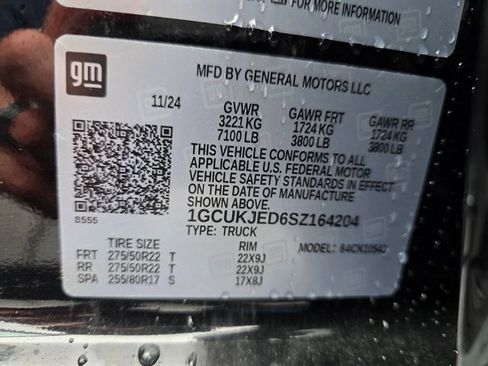 FOR MORE INFORMATION
gm
MFD BY GENERAL MOTORS LLC
11/24 GVWR GAWR FRT GAWR RR
3221 KG 1724 KG 1724 KG
7100 LB 3800 LB 3800 LB
THIS VEHICLE CONFORMS TO ALL
APPLICABLE U.S. FEDERAL MOTOR
VEHICLE SAFETY STANDARDS IN EFFECT
ON THE DATE OF MANUFACTURE
SHOWN ABOVE.
8555 1GCUKJED6SZ164204
TYPE: TRUCK MODEL:
TIRE SIZE RIM
FRT 275/50R22 T 22X9J
RR 275/50R22 T 22X9J
SPA 255/80R17 S 17X8J